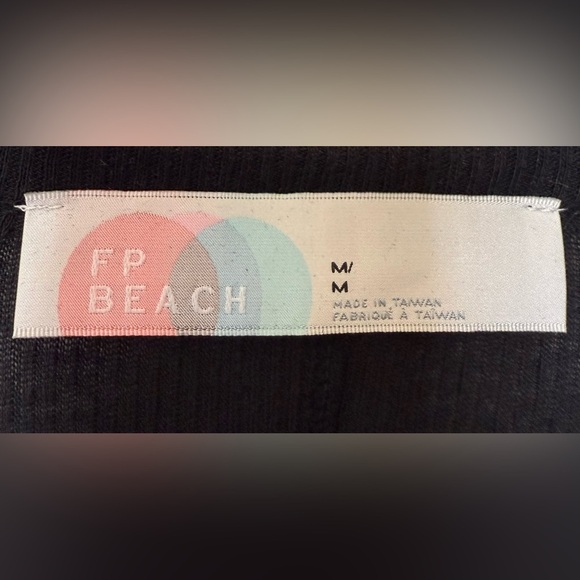 FP
BEACH
M/
M
MADE IN TAIWAN
FABRIQUÉ À TAÏWAN